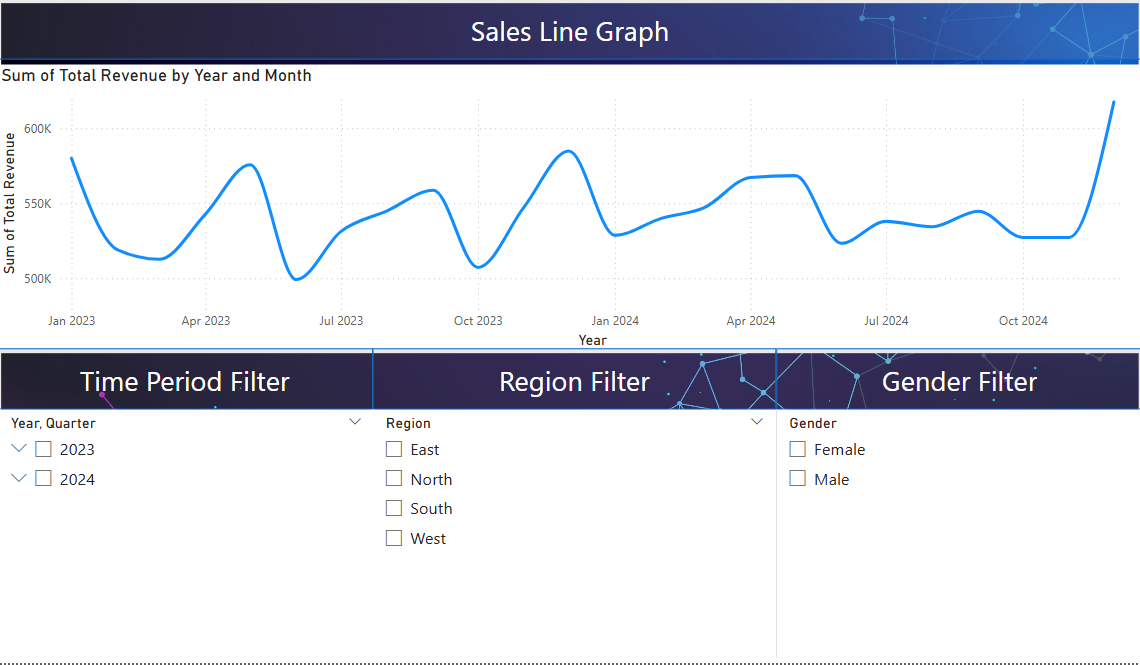 Sales Line Graph
Sum of Total Revenue by Year and Month
Sum of Total Revenue
600K
550K
500K
Jan 2023 Apr 2023 Jul 2023 Oct 2023 Jan 2024 Apr 2024 Jul 2024 Oct 2024
Year
Time Period Filter Region Filter Gender Filter
Year, Quarter Region Gender
2023 East Female
2024 North Male
South
West